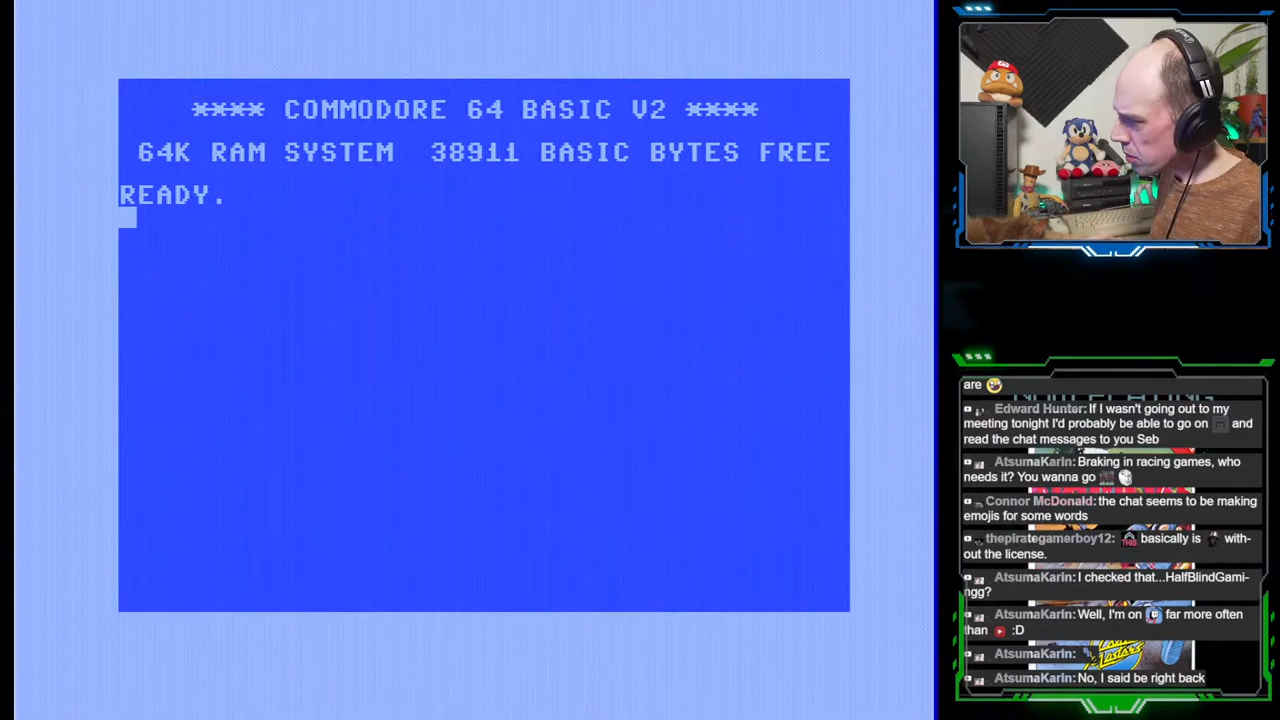 **** COMMODORE 64 BASIC V2 ****
64K RAM SYSTEM  38911 BASIC BYTES FREE
READY.
are
Edward Hunter: If I wasn't going out to my
meeting tonight I'd probably be able to go on and
read the chat messages to you Seb
AtsumaKarin: Braking in racing games, who
needs it? You wanna go
Connor McDonald: the chat seems to be making
emojis for some words
thepirategamerboy12: THIS basically is with-
out the license.
AtsumaKarin: I checked that...HalfBlindGami-
ngg?
AtsumaKarin: Well, I'm on far more often
than :D
AtsumaKarin:
AtsumaKarin: No, I said be right back